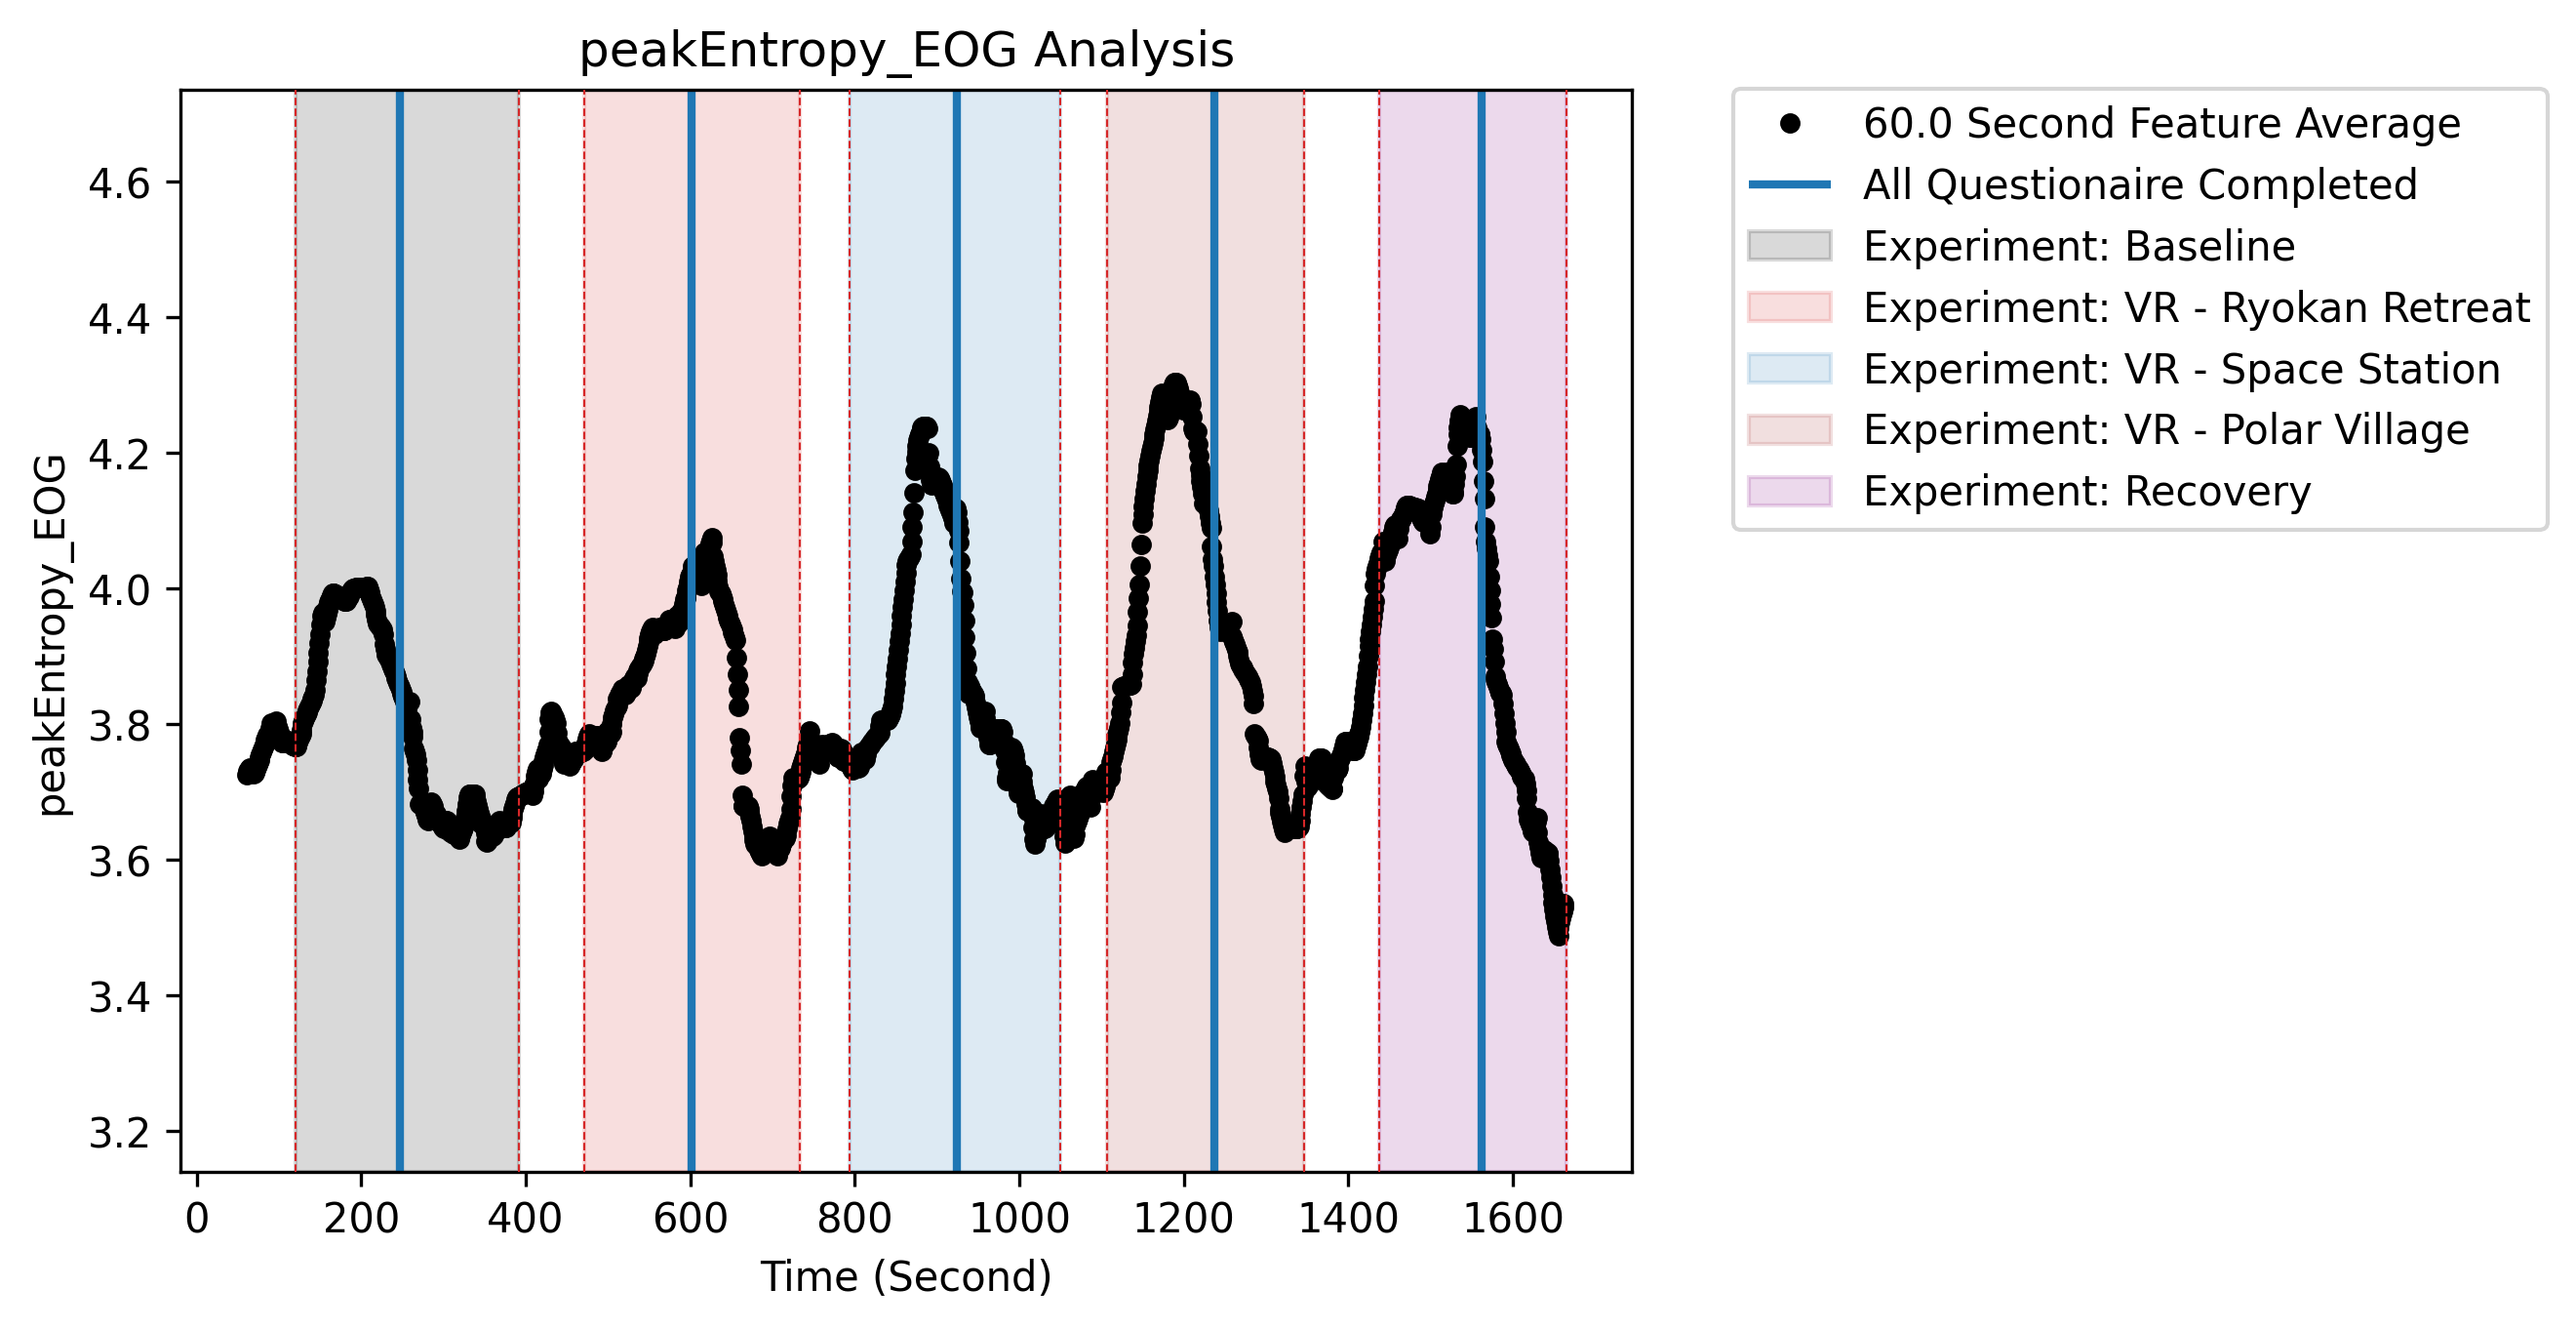 peakEntropy_EOG Analysis
peakEntropy_EOG
4.6
4.4
4.2
4.0
3.8
3.6
3.4
3.2
0 200 400 600 800 1000 1200 1400 1600
Time (Second)
60.0 Second Feature Average
All Questionaire Completed
Experiment: Baseline
Experiment: VR - Ryokan Retreat
Experiment: VR - Space Station
Experiment: VR - Polar Village
Experiment: Recovery